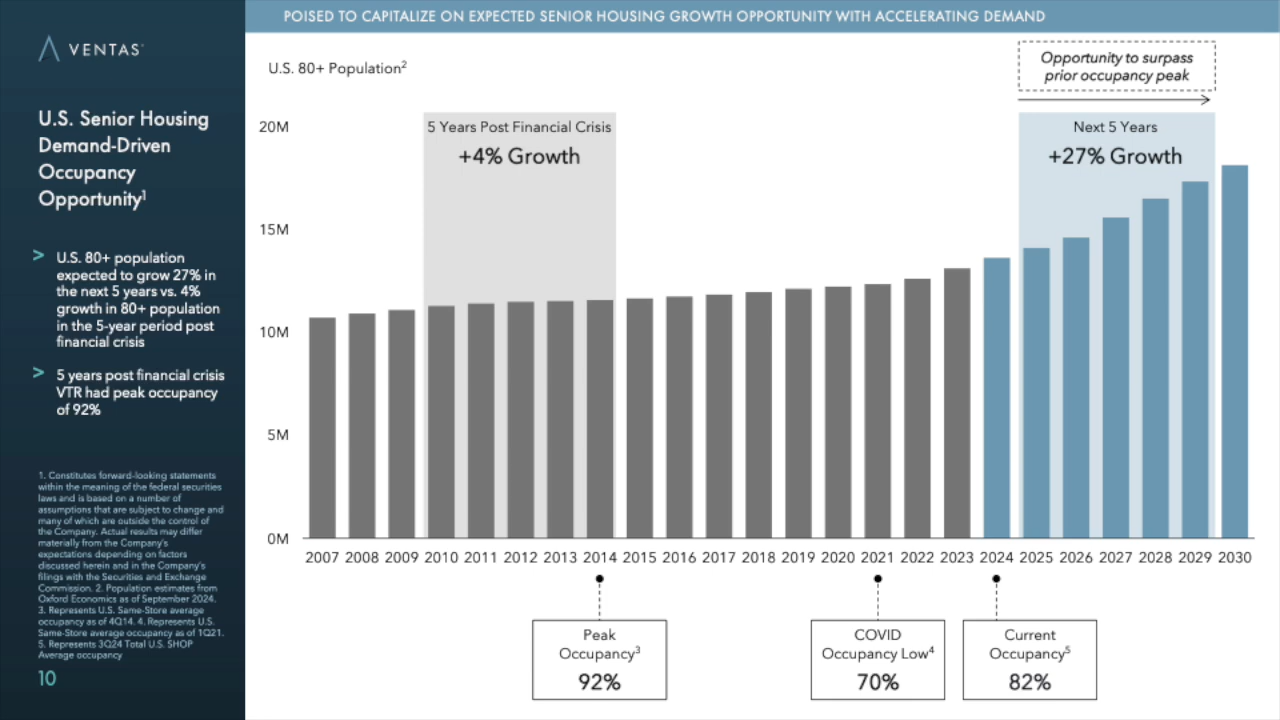 POISED TO CAPITALIZE ON EXPECTED SENIOR HOUSING GROWTH OPPORTUNITY WITH ACCELERATING DEMAND
VENTAS
U.S. Senior Housing
Demand-Driven
Occupancy
Opportunity1
> U.S. 80+ population
expected to grow 27% in
the next 5 years vs. 4%
growth in 80+ population
in the 5-year period post
financial crisis
> 5 years post financial crisis
VTR had peak occupancy
of 92%
1. Constitutes forward-looking statements
within the meaning of the federal securities
laws and is based on a number of
assumptions that are subject to change and
many of which are outside the control of
the Company. Actual results may differ
materially from the Company's
expectations depending on factors
discussed herein and in the Company's
filings with the Securities and Exchange
Commission. 2. Population estimates from
Oxford Economics as of September 2024.
3. Represents U.S. Same-Store average
occupancy as of 4Q14. 4. Represents U.S.
Same-Store average occupancy as of 1Q21.
5. Represents 3Q24 Total U.S. SHOP
Average occupancy
10
U.S. 80+ Population2
Opportunity to surpass
prior occupancy peak
5 Years Post Financial Crisis
+4% Growth
Next 5 Years
+27% Growth
20M
15M
10M
5M
0M
2007 2008 2009 2010 2011 2012 2013 2014 2015 2016 2017 2018 2019 2020 2021 2022 2023 2024 2025 2026 2027 2028 2029 2030
Peak
Occupancy3
92%
COVID
Occupancy Low4
70%
Current
Occupancy5
82%